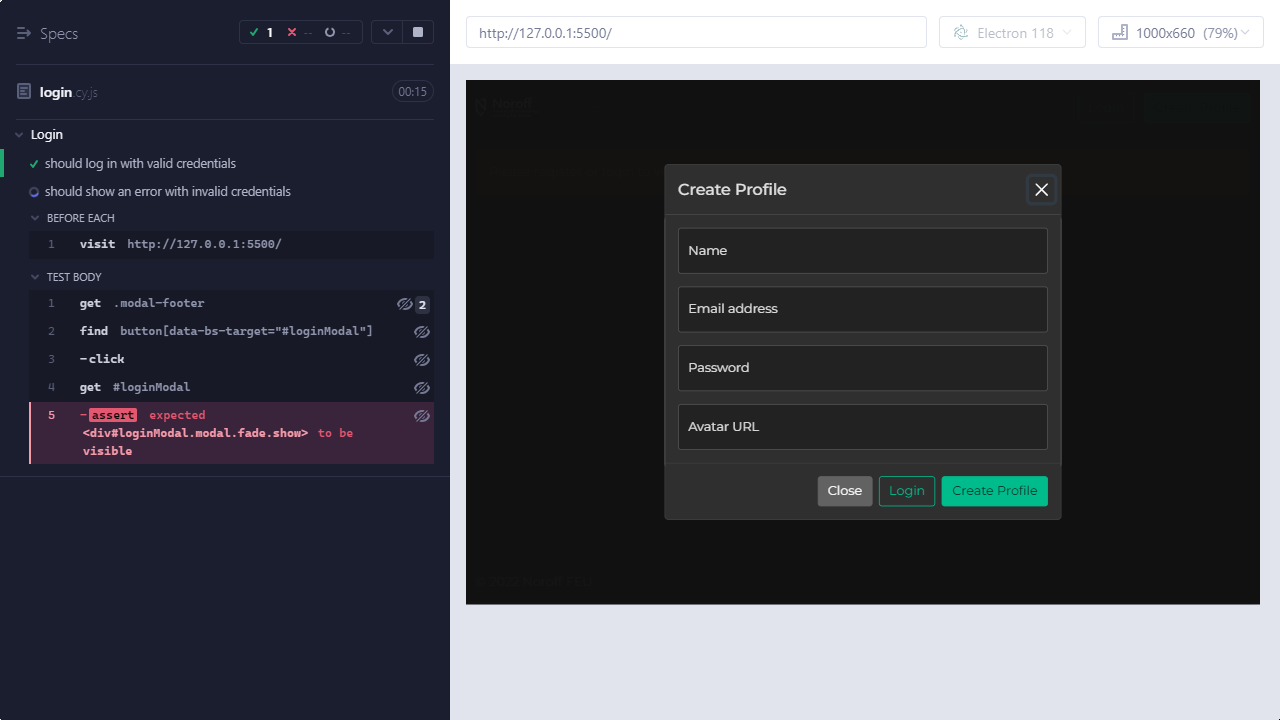 Specs
1
--
--
login.cy.js
00:15
Login
should log in with valid credentials
should show an error with invalid credentials
BEFORE EACH
1 visit http://127.0.0.1:5500/
TEST BODY
1 get .modal-footer 2
2 find button[data-bs-target="#loginModal"]
3 -click
4 get #loginModal
5 -assert expected
<div#loginModal.modal.fade.show> to be
visible
http://127.0.0.1:5500/
Electron 118
1000x660 (79%)
Create Profile
Name
Email address
Password
Avatar URL
Close
Login
Create Profile